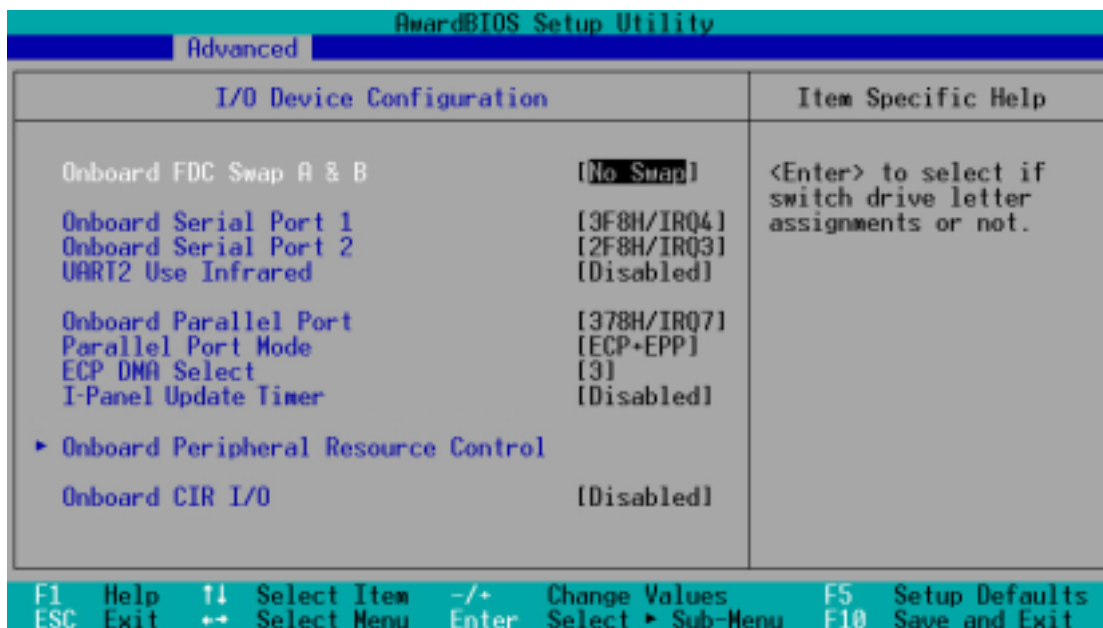 AwardBIOS Setup Utility
Advanced
I/O Device Configuration
Item Specific Help
Onboard FDC Swap A & B [No Swap]
Onboard Serial Port 1 [3F8H/IRQ4]
Onboard Serial Port 2 [2F8H/IRQ3]
UART2 Use Infrared [Disabled]
Onboard Parallel Port [378H/IRQ7]
Parallel Port Mode [ECP+EPP]
ECP DMA Select [3]
I-Panel Update Timer [Disabled]
▸ Onboard Peripheral Resource Control
Onboard CIR I/O [Disabled]
<Enter> to select if
switch drive letter
assignments or not.
F1 Help ↑↓ Select Item -/+ Change Values F5 Setup Defaults
ESC Exit ←→ Select Menu Enter Select ▸ Sub-Menu F10 Save and Exit